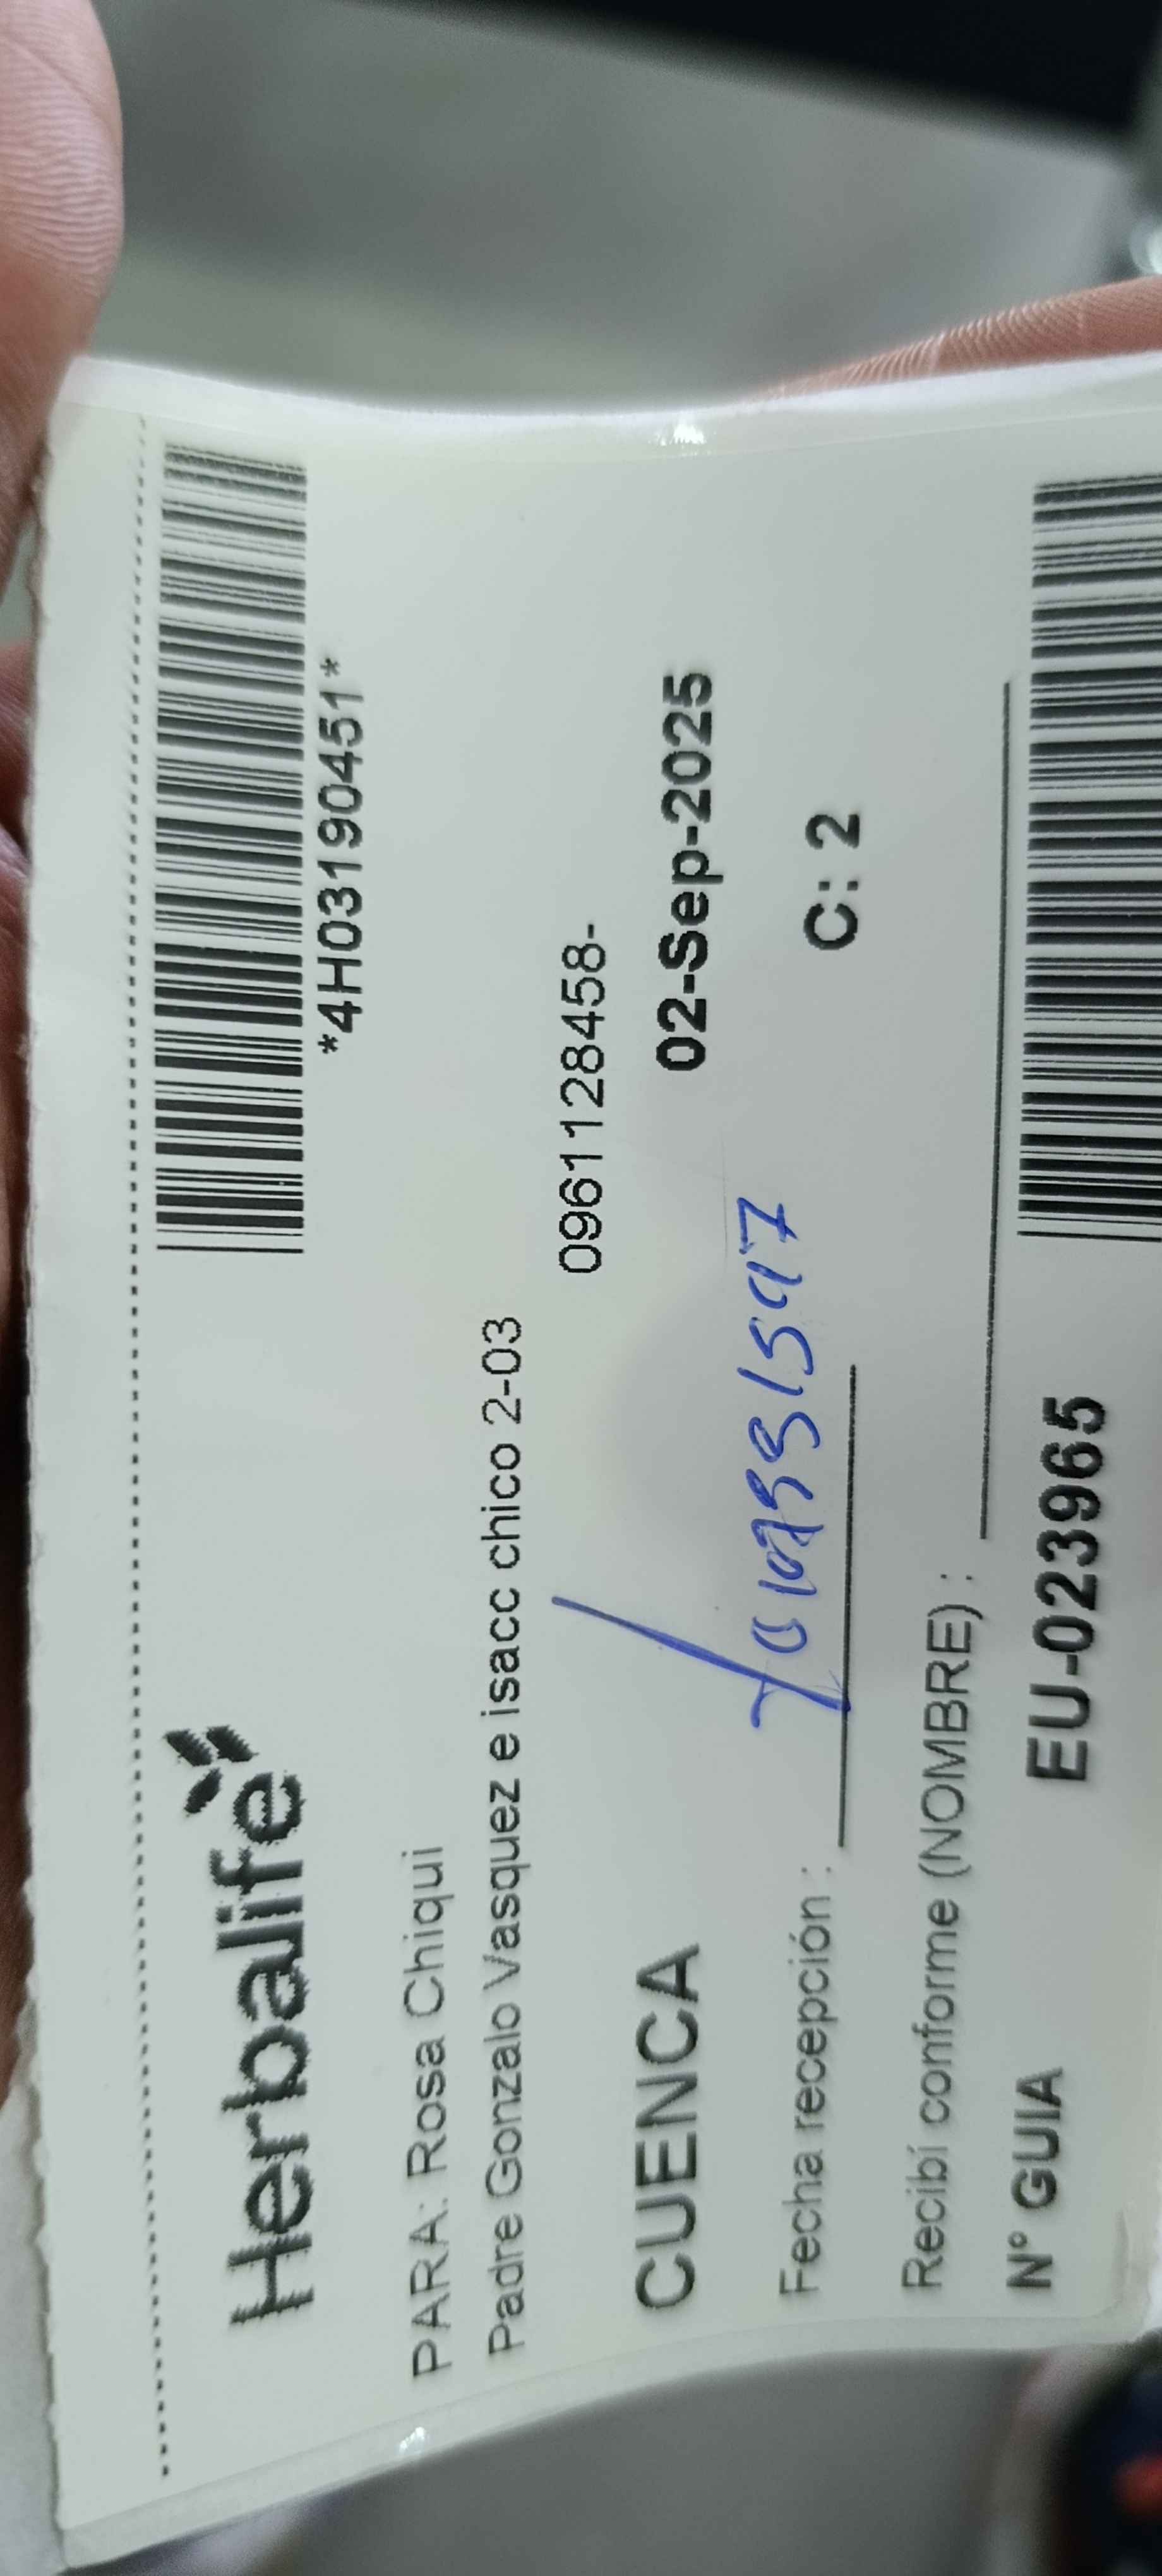 *4H03190451*
Herbalife
PARA: Rosa Chiqui
Padre Gonzalo Vasquez e isacc chico 2-03
0961128458-
CUENCA 02-Sep-2025
Fecha recepción :
C: 2
Recibí conforme (NOMBRE) :
N° GUIA EU-023965